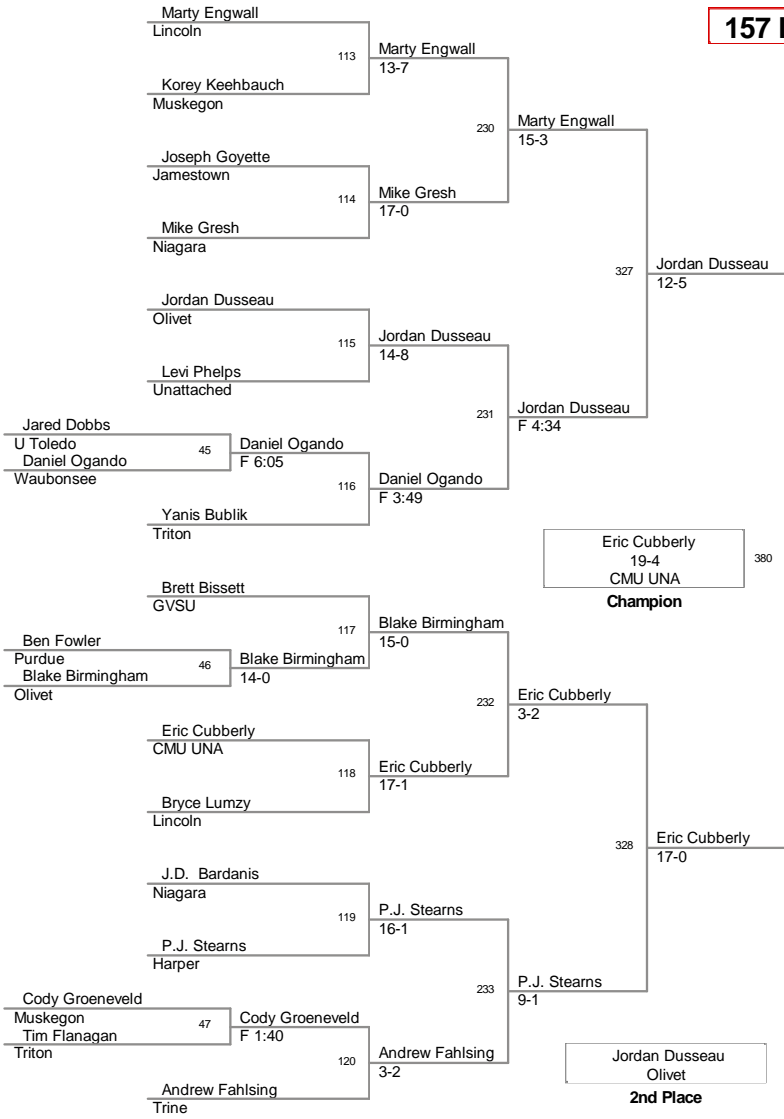 Marty Engwall
Lincoln
157
113
Marty Engwall
13-7
Korey Keehbauch
Muskegon
230
Marty Engwall
15-3
Joseph Goyette
Jamestown
114
Mike Gresh
17-0
Mike Gresh
Niagara
327
Jordan Dusseau
12-5
Jordan Dusseau
Olivet
115
Jordan Dusseau
14-8
Levi Phelps
Unattached
231
Jordan Dusseau
F 4:34
Jared Dobbs
U Toledo
45
Daniel Ogando
F 6:05
Daniel Ogando
Waubonsee
116
Daniel Ogando
F 3:49
Yanis Bublik
Triton
Eric Cubberly
19-4
CMU UNA
380
Champion
Brett Bissett
GVSU
117
Blake Birmingham
15-0
Ben Fowler
Purdue
46
Blake Birmingham
14-0
Blake Birmingham
Olivet
232
Eric Cubberly
3-2
Eric Cubberly
CMU UNA
118
Eric Cubberly
17-1
Bryce Lumzy
Lincoln
328
Eric Cubberly
17-0
J.D. Bardanis
Niagara
119
P.J. Stearns
16-1
P.J. Stearns
Harper
233
P.J. Stearns
9-1
Cody Groeneveld
Muskegon
47
Cody Groeneveld
F 1:40
Tim Flanagan
Triton
120
Andrew Fahlsing
3-2
Andrew Fahlsing
Trine
Jordan Dusseau
Olivet
2nd Place